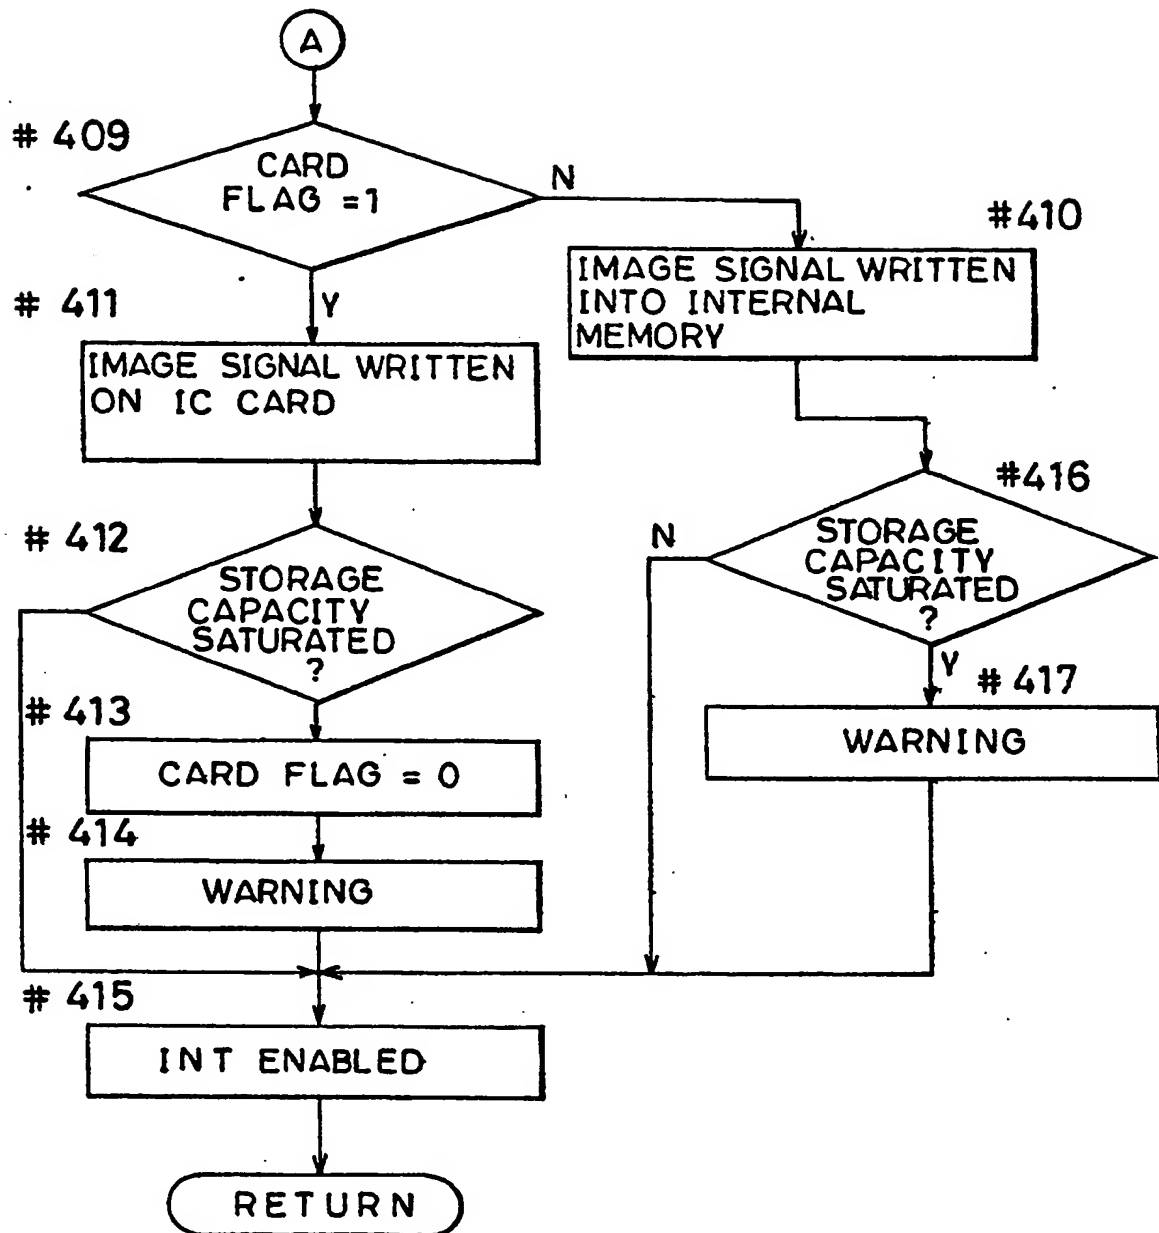 A
# 409
CARD
FLAG =1
N
#410
IMAGE SIGNAL WRITTEN
INTO INTERNAL
MEMORY
# 411
Y
IMAGE SIGNAL WRITTEN
ON IC CARD
#416
N
STORAGE
CAPACITY
SATURATED
?
Y
# 417
WARNING
# 412
STORAGE
CAPACITY
SATURATED
?
# 413
CARD FLAG = 0
# 414
WARNING
# 415
INT ENABLED
RETURN